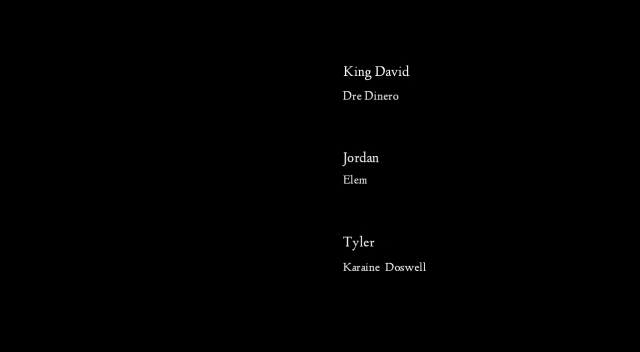 King David
Dre Dinero
Jordan
Elem
Tyler
Karaine Doswell